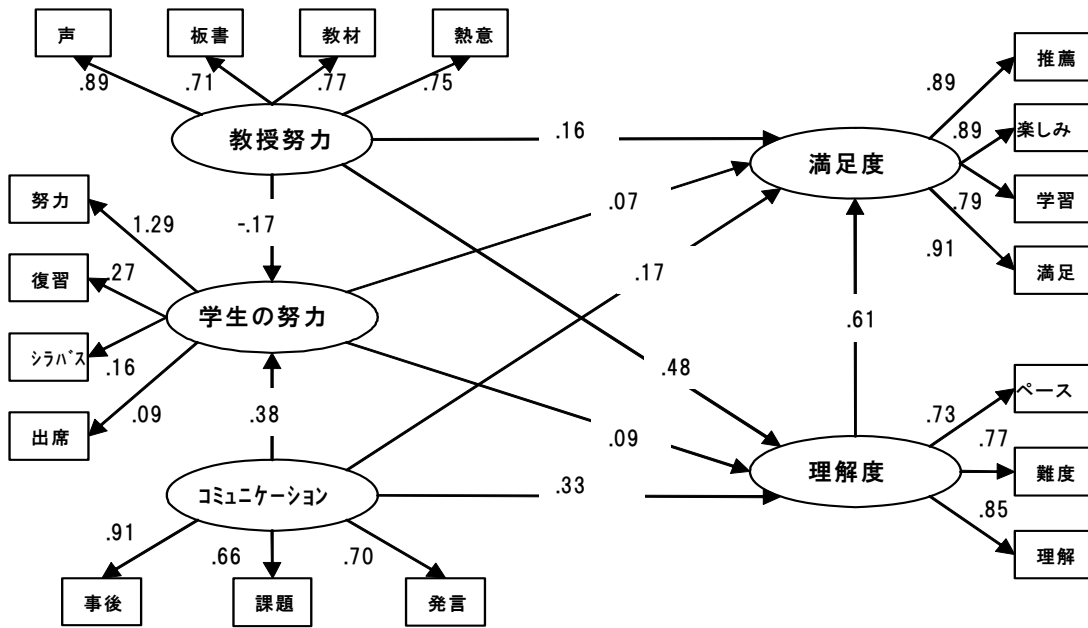 声
板書
教材
熱意
.89
.71
.77
.75
教授努力
.16
推薦
楽しみ
学習
満足
.89
.89
.79
.91
満足度
努力
復習
シラバス
出席
1.29
.27
.16
.09
-.17
学生の努力
.07
.17
.61
.48
.09
.38
コミュニケーション
.33
.91
.66
.70
事後
課題
発言
理解度
.73
.77
.85
ペース
難度
理解